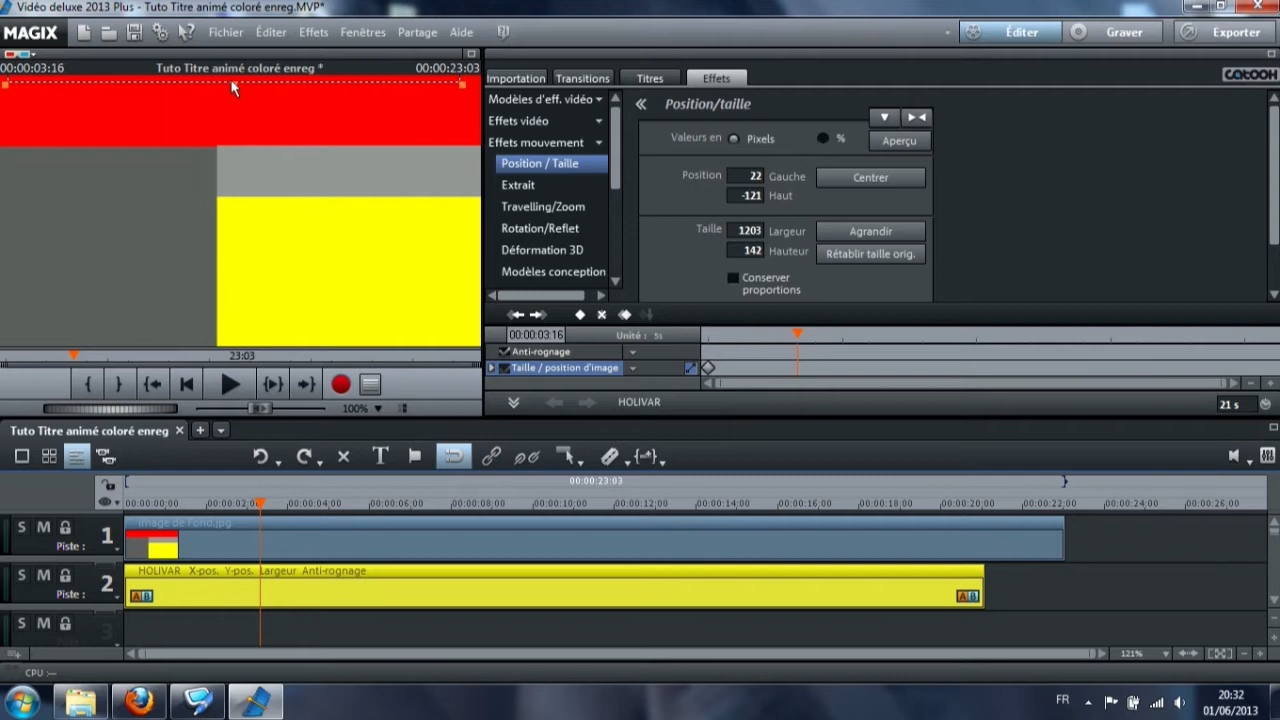 Vidéo deluxe 2013 Plus - Tuto Titre animé coloré enreg.MVP*
MAGIX
Fichier Éditer Effets Fenêtres Partage Aide
Éditer Graver Exporter
00:00:03:16 Tuto Titre animé coloré enreg * 00:00:23:03
Importation Transitions Titres Effets
CATOOH
Modèles d'eff. vidéo
Effets vidéo
Effets mouvement
Position / Taille
Extrait
Travelling/Zoom
Rotation/Reflet
Déformation 3D
Modèles conception
Position/taille
Valeurs en Pixels %
Aperçu
Position 22 Gauche
-121 Haut
Centrer
Taille 1203 Largeur
142 Hauteur
Agrandir
Rétablir taille orig.
Conserver
proportions
00:00:03:16 Unité : 5s
Anti-rognage
Taille / position d'image
23:03
100%
HOLIVAR
21 s
Tuto Titre animé coloré enreg
00:00:23:03
00:00:00;00 00:00:02;0 00:00:04;00 00:00:06;00 00:00:08;00 00:00:10;00 00:00:12;00 00:00:14;00 00:00:16;00 00:00:18;00 00:00:20;00 00:00:22;00 00:00:24;00 00:00:26;00
S M 1
Piste :
Image de Fond.jpg
S M 2
Piste :
HOLIVAR X-pos. Y-pos. Largeur Anti-rognage
A B
A B
S M 3
Piste :
121%
CPU :—
FR
20:32
01/06/2013